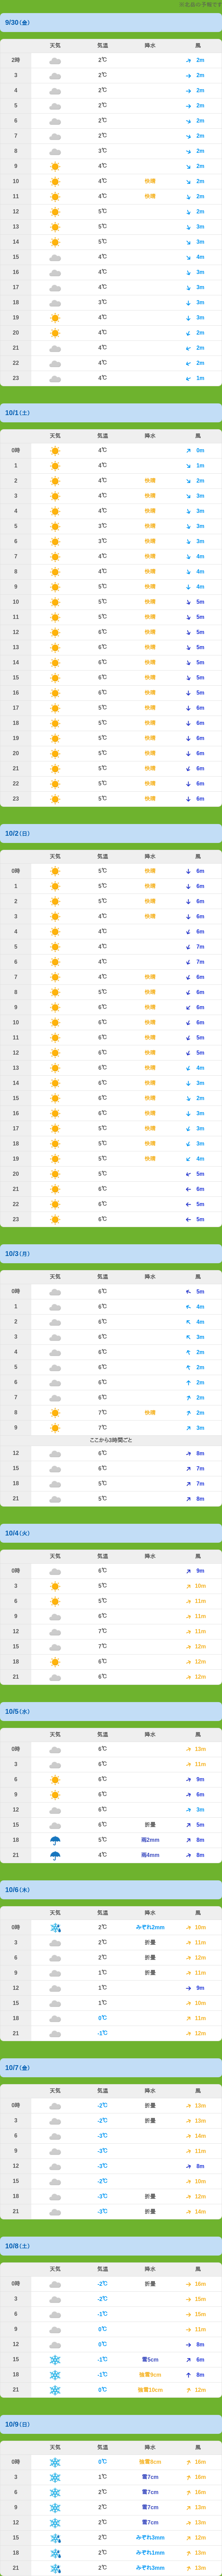 9/30（金）
天気 気温 降水 風
2時 2℃ 2m
3 2℃ 2m
4 2℃ 2m
5 2℃ 2m
6 2℃ 2m
7 2℃ 2m
8 3℃ 2m
9 4℃ 2m
10 4℃ 快晴 2m
11 4℃ 快晴 2m
12 5℃ 2m
13 5℃ 3m
14 5℃ 3m
15 4℃ 4m
16 4℃ 3m
17 4℃ 3m
18 3℃ 3m
19 4℃ 3m
20 4℃ 2m
21 4℃ 2m
22 4℃ 2m
23 4℃ 1m
10/1（土）
天気 気温 降水 風
0時 4℃ 0m
1 4℃ 1m
2 4℃ 快晴 2m
3 4℃ 快晴 3m
4 4℃ 快晴 3m
5 3℃ 快晴 3m
6 3℃ 快晴 3m
7 4℃ 快晴 4m
8 4℃ 快晴 4m
9 5℃ 快晴 4m
10 5℃ 快晴 5m
11 5℃ 快晴 5m
12 6℃ 快晴 5m
13 6℃ 快晴 5m
14 6℃ 快晴 5m
15 6℃ 快晴 5m
16 6℃ 快晴 5m
17 5℃ 快晴 6m
18 5℃ 快晴 6m
19 5℃ 快晴 6m
20 5℃ 快晴 6m
21 5℃ 快晴 6m
22 5℃ 快晴 6m
23 5℃ 快晴 6m
10/2（日）
天気 気温 降水 風
0時 5℃ 快晴 6m
1 5℃ 快晴 6m
2 5℃ 快晴 6m
3 4℃ 快晴 6m
4 4℃ 6m
5 4℃ 7m
6 4℃ 7m
7 4℃ 快晴 6m
8 5℃ 快晴 6m
9 6℃ 快晴 6m
10 6℃ 快晴 6m
11 6℃ 快晴 5m
12 6℃ 快晴 5m
13 6℃ 快晴 4m
14 6℃ 快晴 3m
15 6℃ 快晴 2m
16 6℃ 快晴 3m
17 5℃ 快晴 3m
18 5℃ 快晴 3m
19 4℃ 快晴 4m
20 5℃ 5m
21 6℃ 6m
22 6℃ 5m
23 6℃ 5m
10/3（月）
天気 気温 降水 風
0時 6℃ 5m
1 6℃ 4m
2 6℃ 4m
3 6℃ 3m
4 6℃ 2m
5 6℃ 2m
6 6℃ 2m
7 6℃ 2m
8 7℃ 快晴 2m
9 7℃ 3m
ここから3時間ごと
12 6℃ 8m
15 6℃ 7m
18 5℃ 7m
21 5℃ 8m
10/4（火）
天気 気温 降水 風
0時 6℃ 9m
3 5℃ 10m
6 5℃ 11m
9 6℃ 11m
12 7℃ 11m
15 7℃ 12m
18 6℃ 12m
21 6℃ 12m
10/5（水）
天気 気温 降水 風
0時 6℃ 13m
3 6℃ 11m
6 6℃ 9m
9 6℃ 6m
12 6℃ 3m
15 6℃ 折曇 5m
18 5℃ 雨2mm 8m
21 4℃ 雨4mm 8m
10/6（木）
天気 気温 降水 風
0時 2℃ みぞれ2mm 10m
3 2℃ 折曇 11m
6 2℃ 折曇 12m
9 1℃ 折曇 11m
12 1℃ 9m
15 1℃ 10m
18 0℃ 11m
21 -1℃ 12m
10/7（金）
天気 気温 降水 風
0時 -2℃ 折曇 13m
3 -2℃ 折曇 13m
6 -3℃ 14m
9 -3℃ 11m
12 -3℃ 8m
15 -2℃ 10m
18 -3℃ 折曇 12m
21 -3℃ 折曇 14m
10/8（土）
天気 気温 降水 風
0時 -2℃ 折曇 16m
3 -2℃ 15m
6 -1℃ 15m
9 0℃ 11m
12 0℃ 8m
15 -1℃ 雪5cm 6m
18 -1℃ 強雪9cm 8m
21 0℃ 強雪10cm 12m
10/9（日）
天気 気温 降水 風
0時 0℃ 強雪8cm 16m
3 1℃ 雪7cm 16m
6 2℃ 雪7cm 16m
9 2℃ 雪7cm 13m
12 2℃ 雪7cm 13m
15 2℃ みぞれ3mm 12m
18 2℃ みぞれ1mm 13m
21 2℃ みぞれ3mm 13m